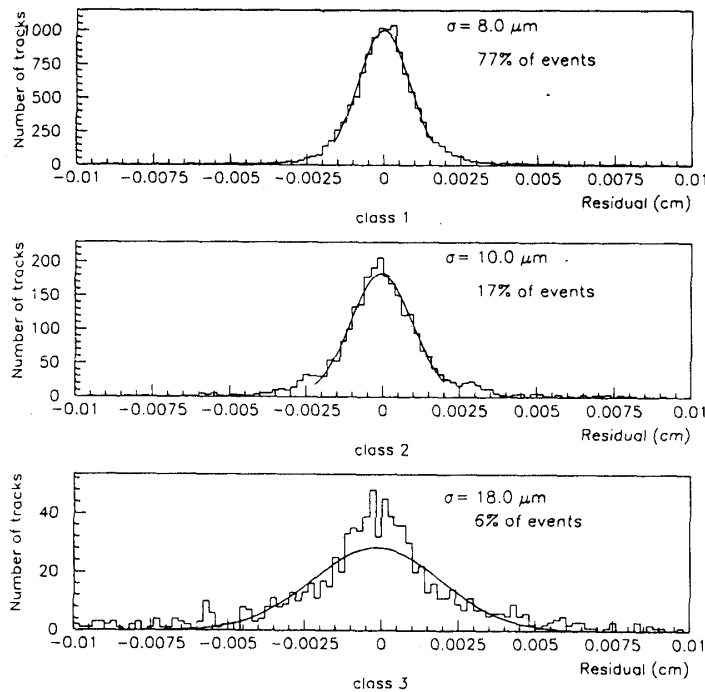 Number of tracks
1000
750
500
250
0
σ= 8.0 μm
77% of events
-0.01 -0.0075 -0.005 -0.0025 0 0.0025 0.005 0.0075 0.01
Residual (cm)
class 1
Number of tracks
200
150
100
50
0
σ= 10.0 μm
17% of events
-0.01 -0.0075 -0.005 -0.0025 0 0.0025 0.005 0.0075 0.01
Residual (cm)
class 2
Number of tracks
40
20
0
σ= 18.0 μm
6% of events
-0.01 -0.0075 -0.005 -0.0025 0 0.0025 0.005 0.0075 0.01
Residual (cm)
class 3